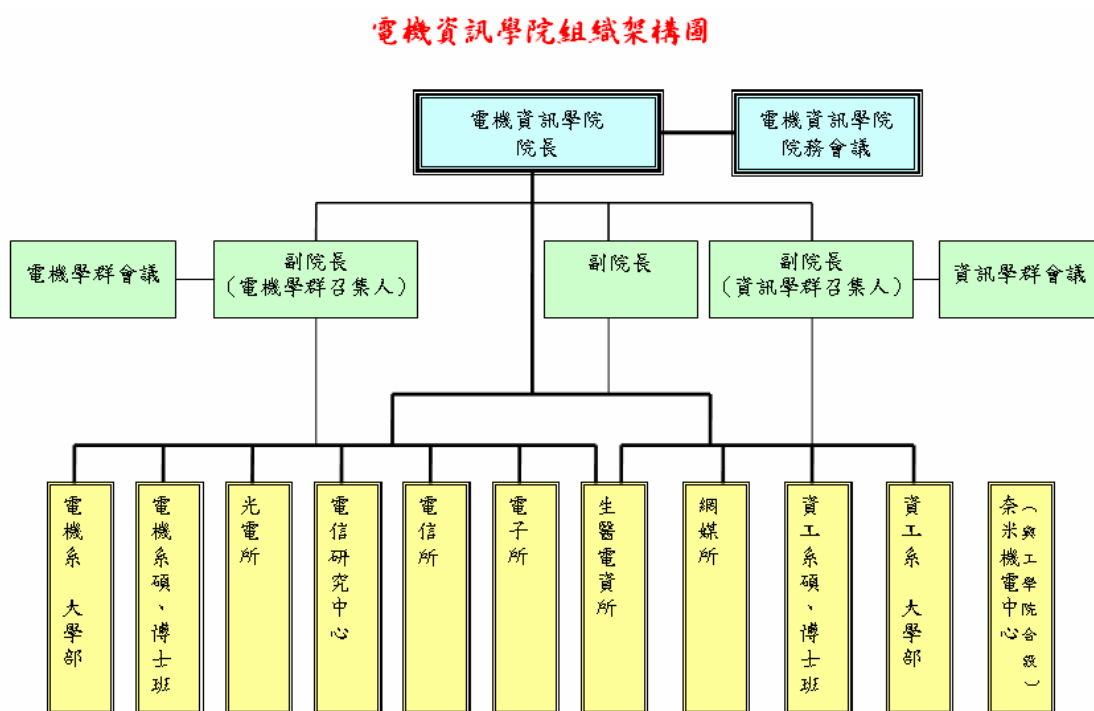 電機資訊學院組織架構圖
電機資訊學院
院長
電機資訊學院
院務會議
電機學群會議
副院長
（電機學群召集人）
副院長
副院長
（資訊學群召集人）
資訊學群會議
電機系 大學部
電機系碩、博士班
光電所
電信研究中心
電信所
電子所
生醫電資所
網媒所
資工系碩、博士班
資工系 大學部
奈米機電中心
（與工學院合設）